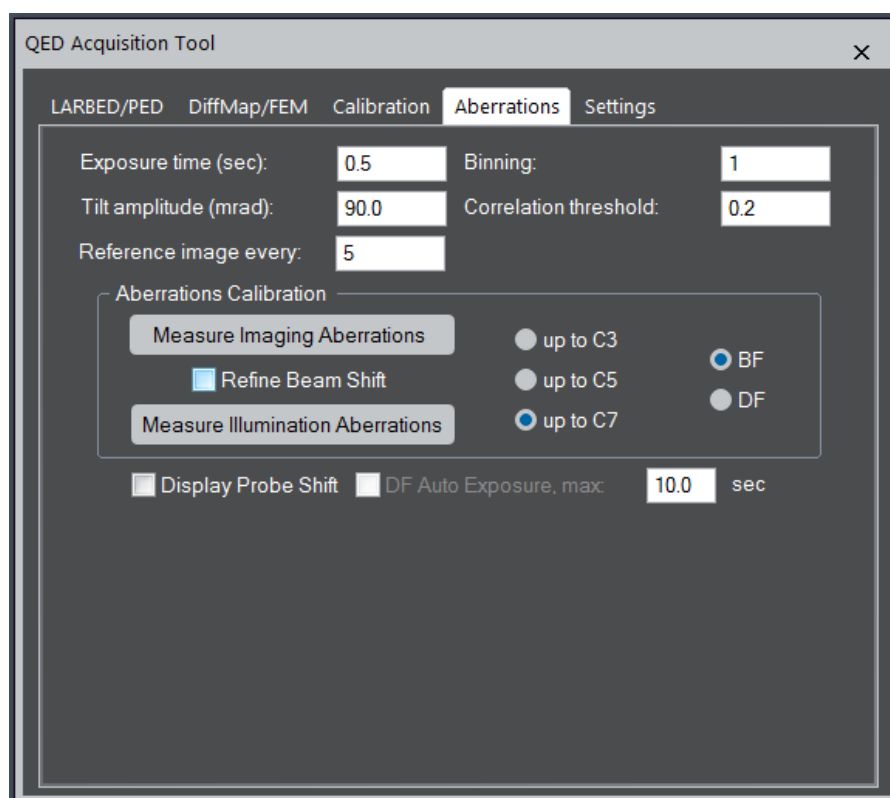 QED Acquisition Tool
LARBED/PED DiffMap/FEM Calibration Aberrations Settings
Exposure time (sec): 0.5 Binning: 1
Tilt amplitude (mrad): 90.0 Correlation threshold: 0.2
Reference image every: 5
Aberrations Calibration
Measure Imaging Aberrations up to C3
BF
Refine Beam Shift up to C5
DF
Measure Illumination Aberrations up to C7
Display Probe Shift DF Auto Exposure, max: 10.0 sec